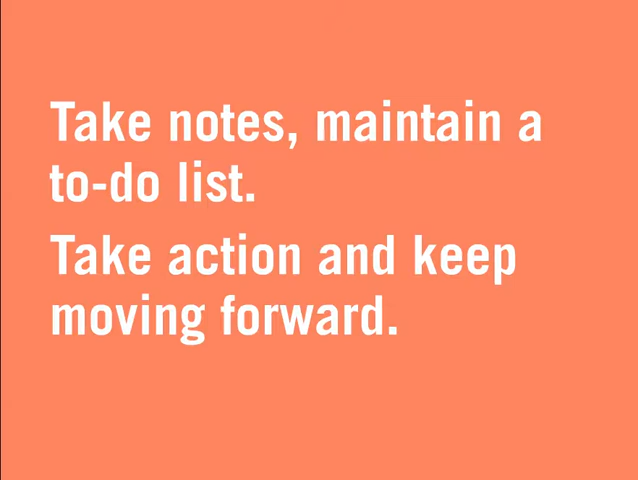 Take notes, maintain a
to-do list.
Take action and keep
moving forward.